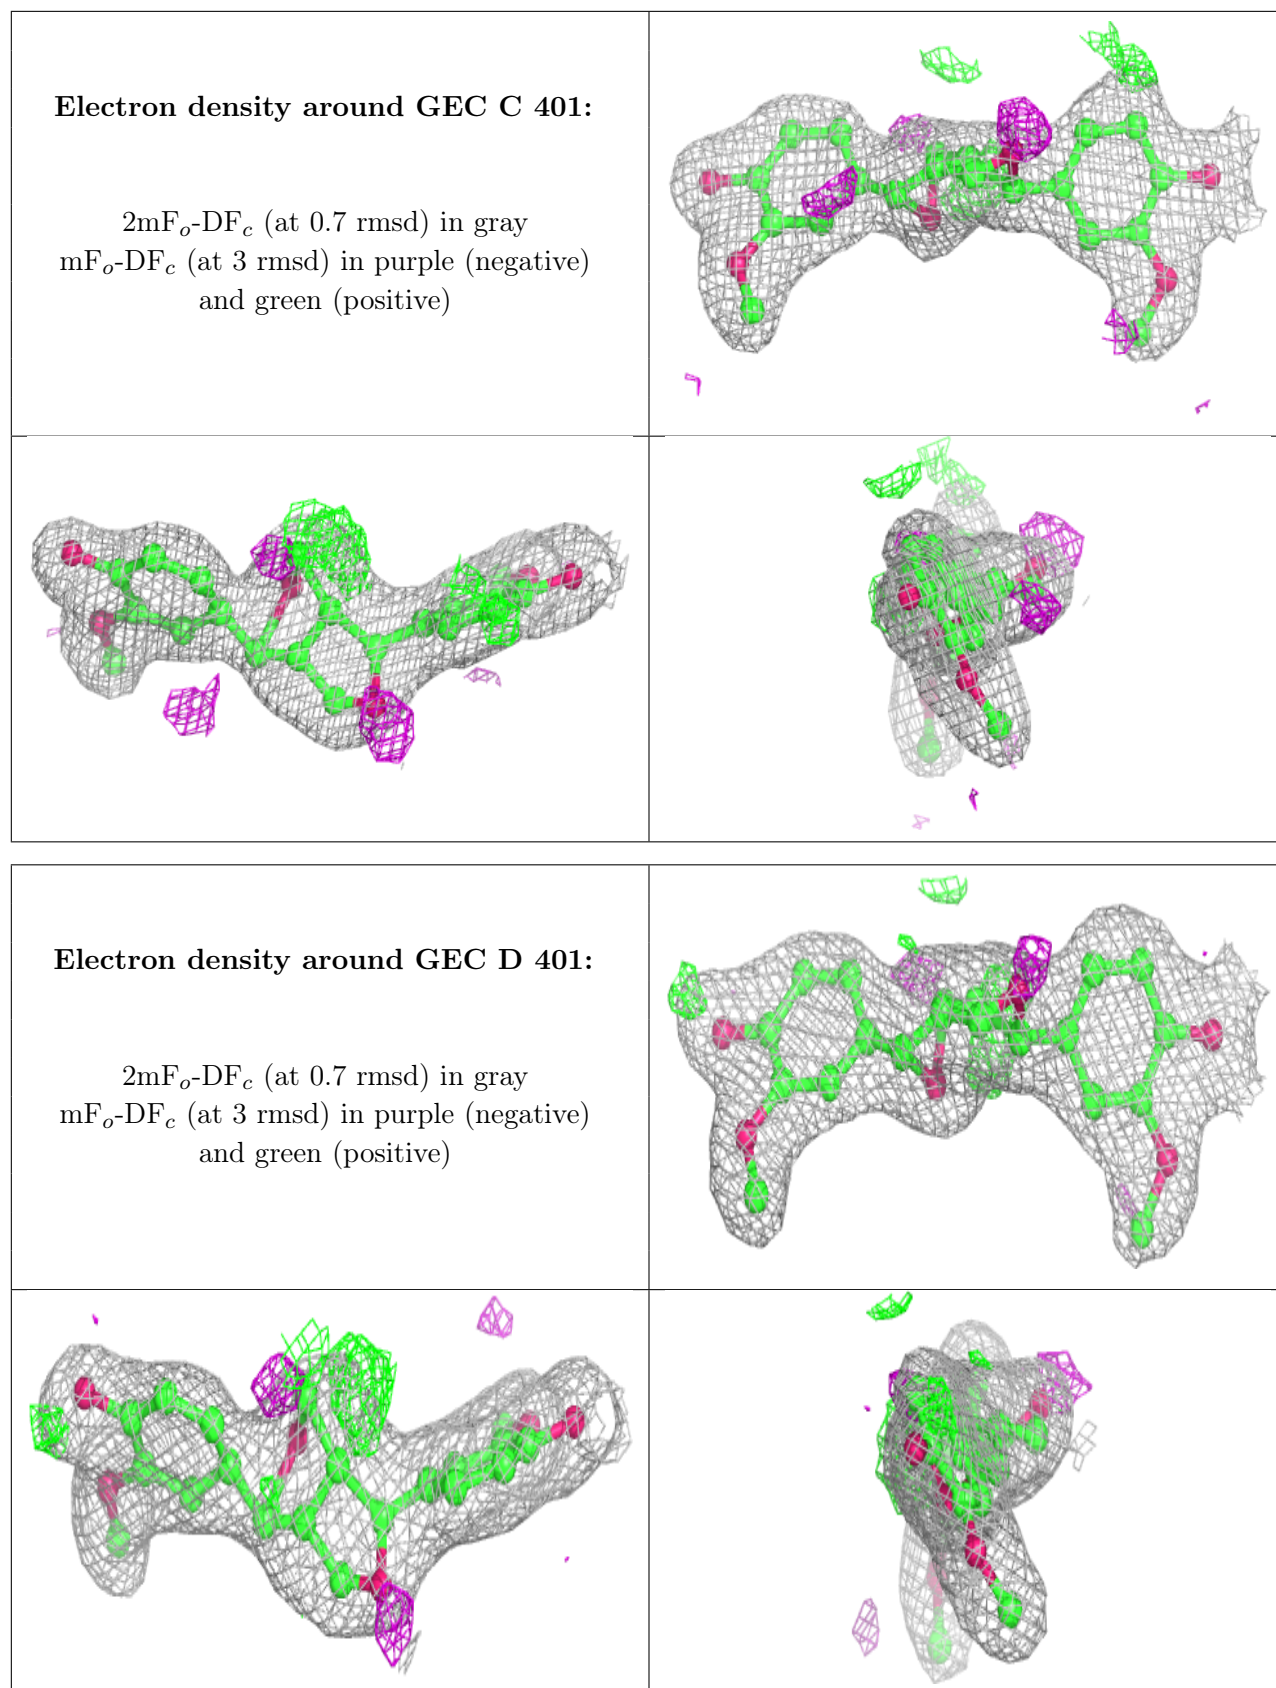 Electron density around GEC C 401:
2mFo-DFc (at 0.7 rmsd) in gray
mFo-DFc (at 3 rmsd) in purple (negative)
and green (positive)
Electron density around GEC D 401:
2mFo-DFc (at 0.7 rmsd) in gray
mFo-DFc (at 3 rmsd) in purple (negative)
and green (positive)